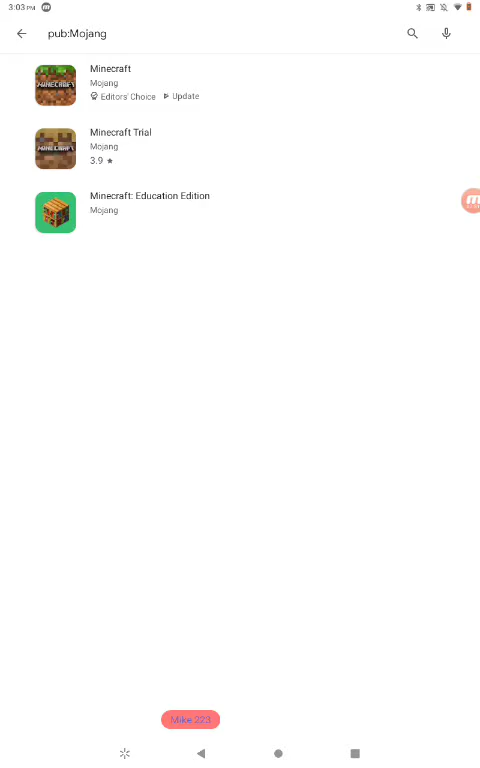 3:03 PM
pub:Mojang
Minecraft
Mojang
Editors' Choice Update
Minecraft Trial
Mojang
3.9
Minecraft: Education Edition
Mojang
Mike.223